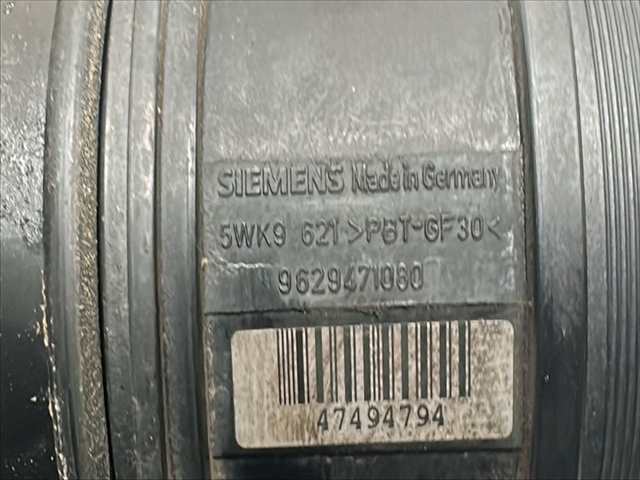 SIEMENS Made in Germany
5WK9 621 >PBT-GF30<
9629471080
47494794